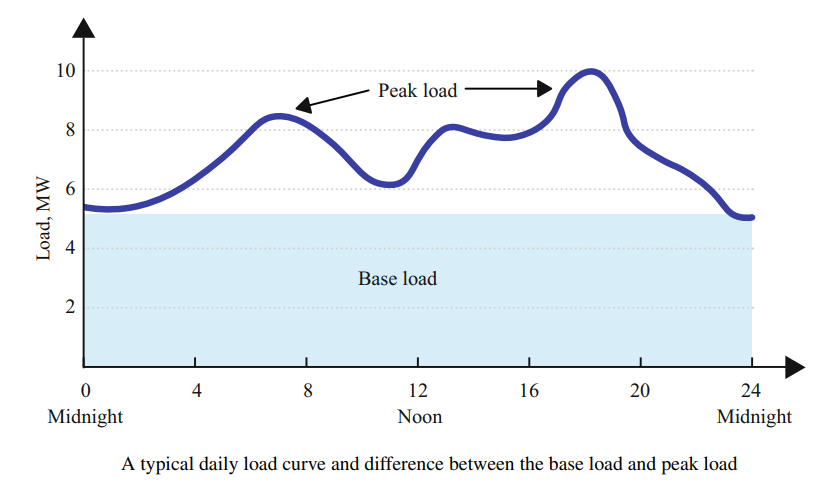 10
Peak load
8
6
Load, MW
4
Base load
2
0 4 8 12 16 20 24
Midnight Noon Midnight
A typical daily load curve and difference between the base load and peak load